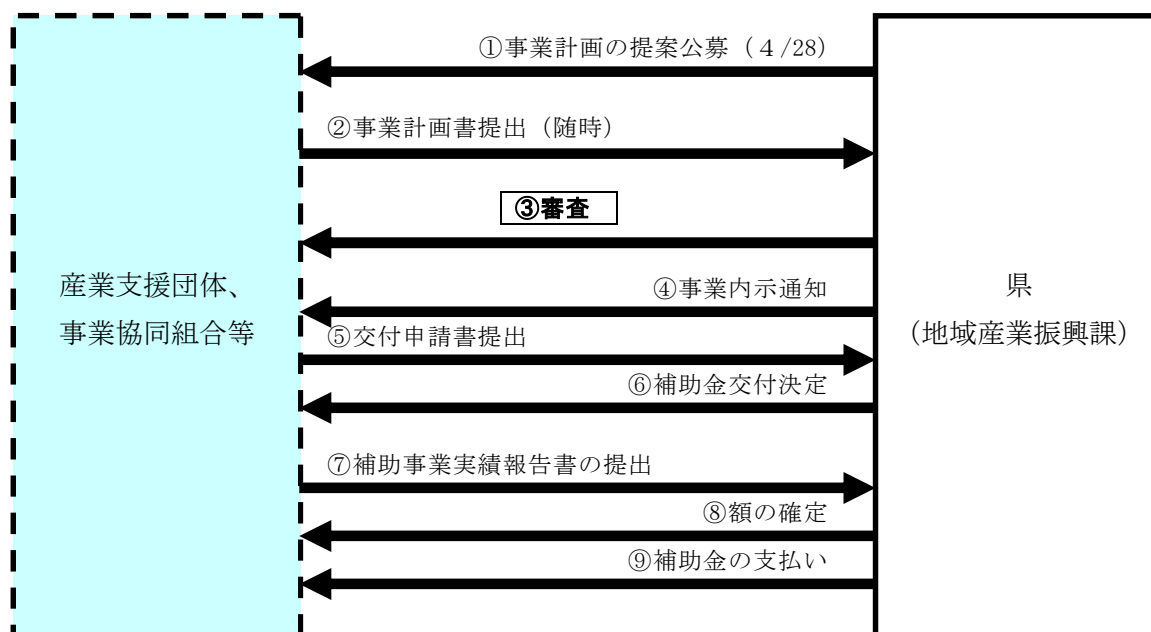 ①事業計画の提案公募（４/28）
②事業計画書提出（随時）
③審査
産業支援団体、
事業協同組合等
④事業内示通知
県
（地域産業振興課）
⑤交付申請書提出
⑥補助金交付決定
⑦補助事業実績報告書の提出
⑧額の確定
⑨補助金の支払い